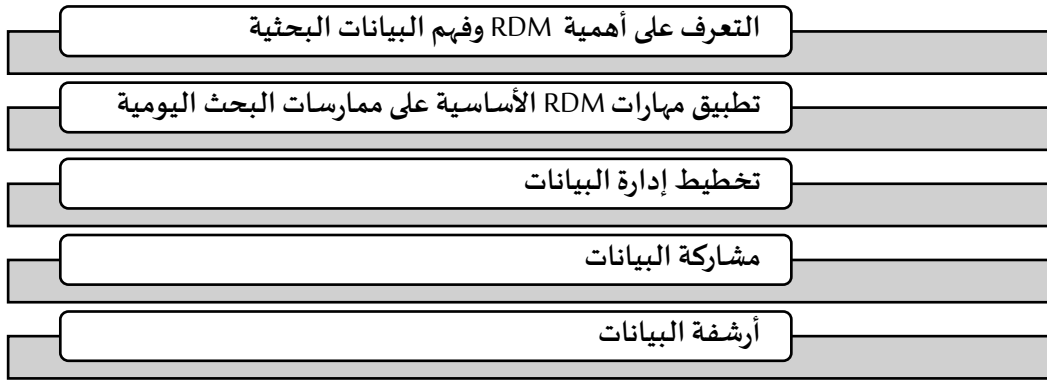 التعرف على أهمية RDM وفهم البيانات البحثية
تطبيق مهارات RDM الأساسية على ممارسات البحث اليومية
تخطيط إدارة البيانات
مشاركة البيانات
أرشفة البيانات